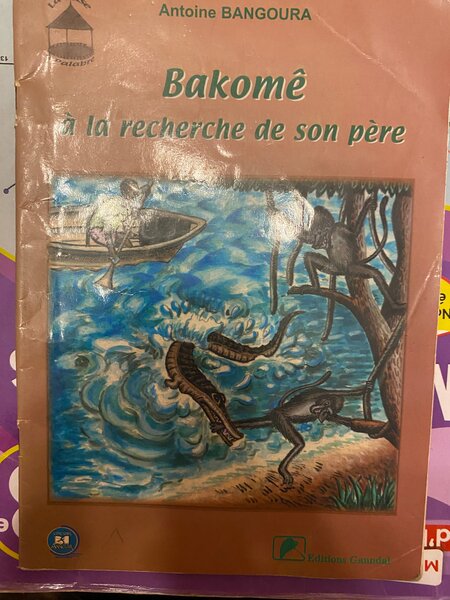 Antoine BANGOURA
Bakomê
à la recherche de son père
Editions Ganndal